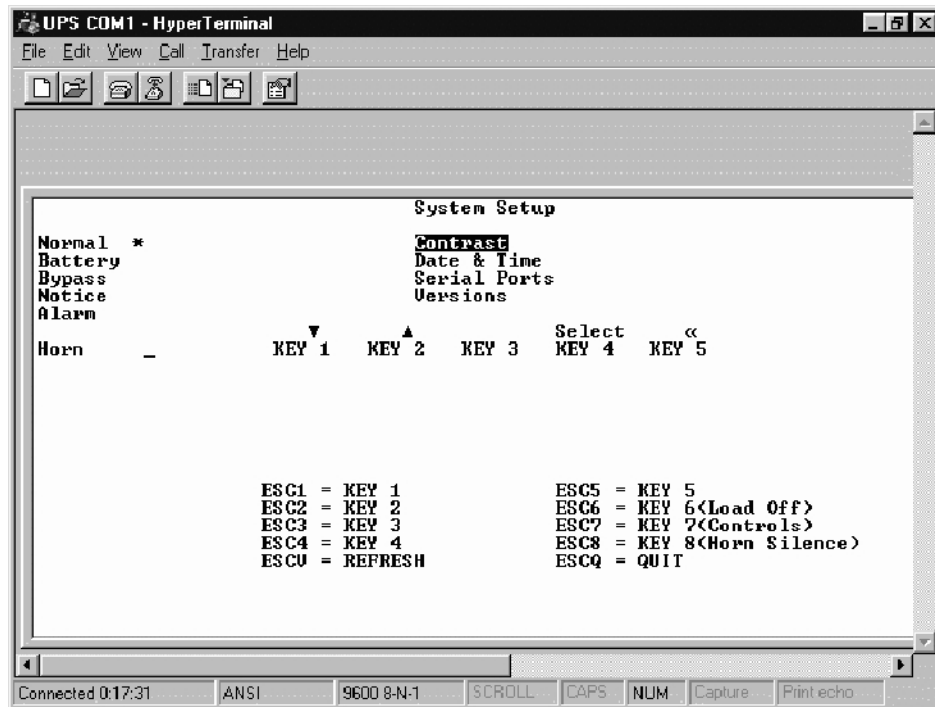 UPS COM1 - HyperTerminal
File Edit View Call Transfer Help
System Setup
Normal * Contrast
Battery Date & Time
Bypass Serial Ports
Notice Versions
Alarm
▼ ▲ Select «
Horn _ KEY 1 KEY 2 KEY 3 KEY 4 KEY 5
ESC1 = KEY 1 ESC5 = KEY 5
ESC2 = KEY 2 ESC6 = KEY 6(Load Off)
ESC3 = KEY 3 ESC7 = KEY 7(Controls)
ESC4 = KEY 4 ESC8 = KEY 8(Horn Silence)
ESCV = REFRESH ESCQ = QUIT
Connected 0:17:31 ANSI 9600 8-N-1 SCROLL CAPS NUM Capture Print echo